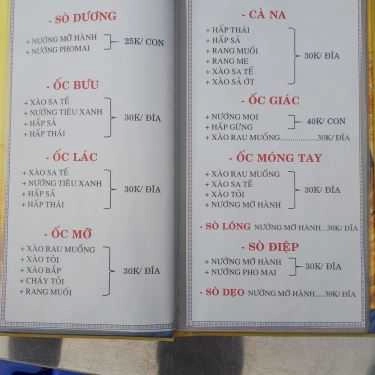 - SÒ DƯƠNG
+ NƯỚNG MỠ HÀNH
+ NƯỚNG PHOMAI
25K/ CON
- ỐC BƯU
+ XÀO SA TẾ
+ NƯỚNG TIÊU XANH
+ HẤP SẢ
+ HẤP THÁI
30K/ ĐĨA
- ỐC LÁC
+ XÀO SA TẾ
+ NƯỚNG TIÊU XANH
+ HẤP SẢ
+ HẤP THÁI
30K/ ĐĨA
- ỐC MỠ
+ XÀO RAU MUỐNG
+ XÀO TỎI
+ XÀO BẮP
+ CHÁY TỎI
+ RANG MUỐI
30K/ ĐĨA
- CÀ NA
+ HẤP THÁI
+ HẤP SẢ
+ RANG MUỐI
+ RANG ME
+ XÀO SA TẾ
+ XÀO SẢ ỚT
30K/ ĐĨA
- ỐC GIÁC
+ NƯỚNG MỌI
+ HẤP GỪNG
40K/ CON
+ XÀO RAU MUỐNG...............30K/ĐĨA
- ỐC MÓNG TAY
+ XÀO RAU MUỐNG
+ XÀO SA TẾ
+ XÀO TỎI
+ NƯỚNG MỠ HÀNH
30K/ ĐĨA
- SÒ LÔNG NƯỚNG MỠ HÀNH....30K/ ĐĨA
- SÒ ĐIỆP
+ NƯỚNG MỠ HÀNH
+ NƯỚNG PHO MAI
30K/ ĐĨA
- SÒ DẸO NƯỚNG MỠ HÀNH.....30K/ ĐĨA